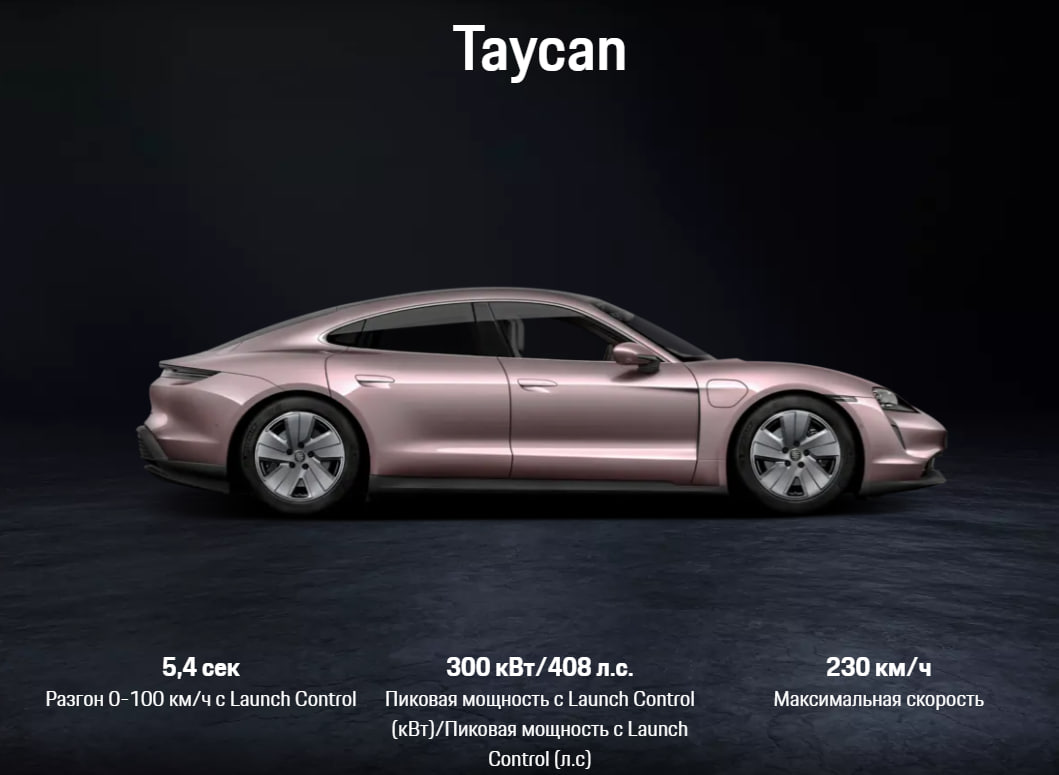 Taycan
5,4 сек
Разгон 0-100 км/ч с Launch Control
300 кВт/408 л.с.
Пиковая мощность с Launch Control
(кВт)/Пиковая мощность с Launch
Control (л.с)
230 км/ч
Максимальная скорость